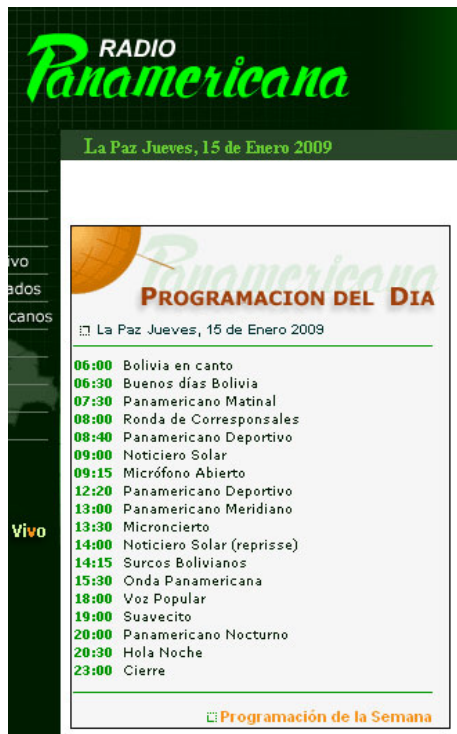 RADIO
Panamericana
La Paz Jueves, 15 de Enero 2009
ivo
ados
canos
Vivo
Panamericana
PROGRAMACION DEL DIA
La Paz Jueves, 15 de Enero 2009
06:00 Bolivia en canto
06:30 Buenos días Bolivia
07:30 Panamericano Matinal
08:00 Ronda de Corresponsales
08:40 Panamericano Deportivo
09:00 Noticiero Solar
09:15 Micrófono Abierto
12:20 Panamericano Deportivo
13:00 Panamericano Meridiano
13:30 Microncierto
14:00 Noticiero Solar (reprisse)
14:15 Surcos Bolivianos
15:30 Onda Panamericana
18:00 Voz Popular
19:00 Suavecito
20:00 Panamericano Nocturno
20:30 Hola Noche
23:00 Cierre
Programación de la Semana